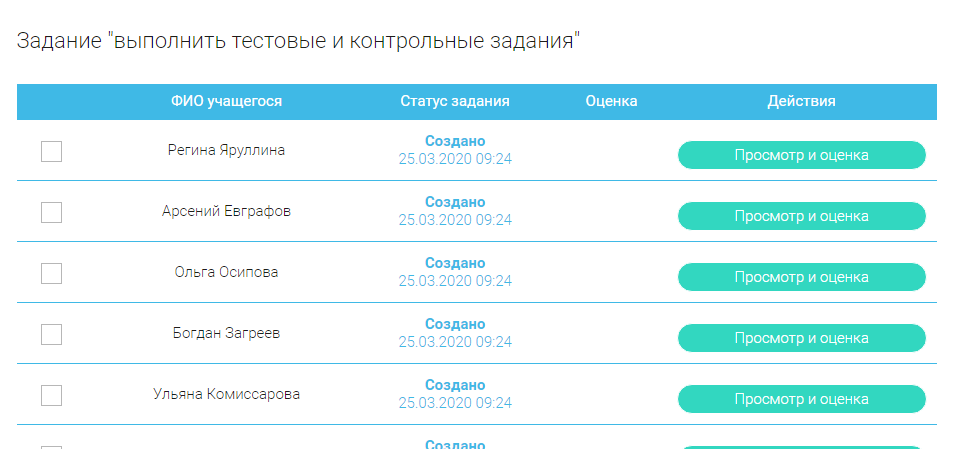 Задание "выполнить тестовые и контрольные задания"
ФИО учащегося Статус задания Оценка Действия
Регина Яруллина Создано 25.03.2020 09:24 Просмотр и оценка
Арсений Евграфов Создано 25.03.2020 09:24 Просмотр и оценка
Ольга Осипова Создано 25.03.2020 09:24 Просмотр и оценка
Богдан Загреев Создано 25.03.2020 09:24 Просмотр и оценка
Ульяна Комиссарова Создано 25.03.2020 09:24 Просмотр и оценка
Создано